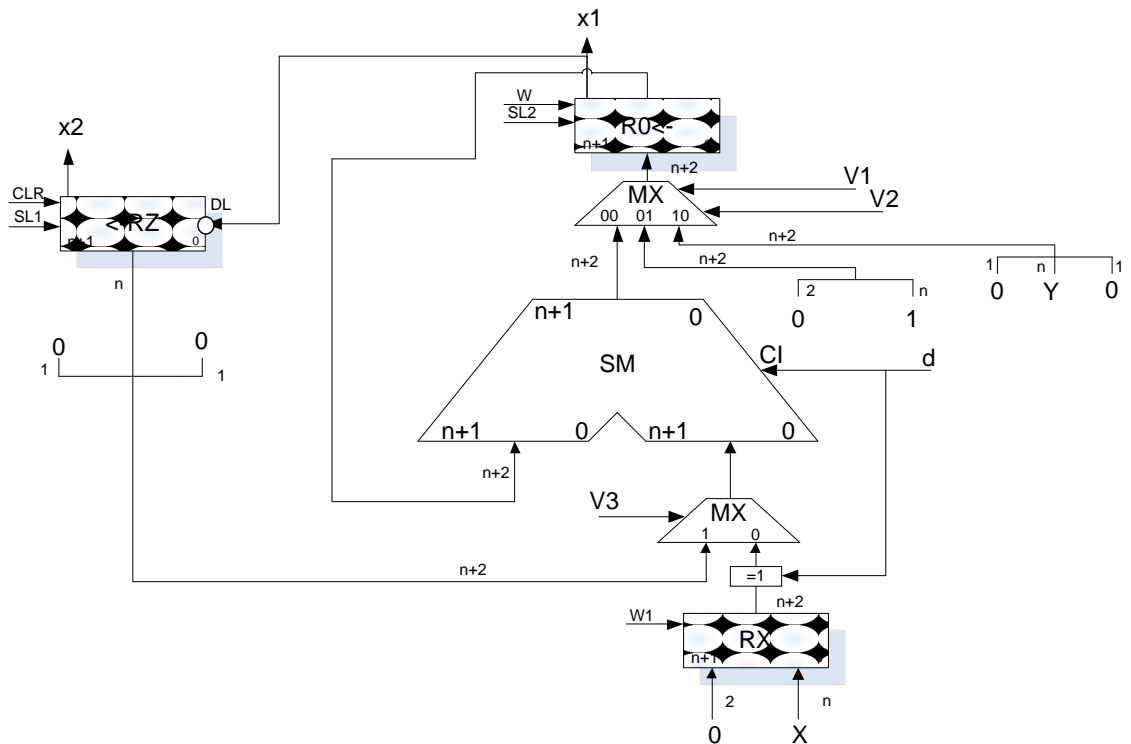 x1
W
SL2
R0<-
n+1
n+2
x2
CLR
SL1
DL
< RZ
n+1
0
n
MX
V1
V2
00 01 10
n+2
n+2
n+2
1 n 1
0 Y 0
2 n
0 1
0 0
1 1
n+1 0
SM
CI
d
n+1 0 n+1 0
n+2
V3
MX
1 0
n+2
=1
n+2
W1
RX
n+1
2 n
0 X